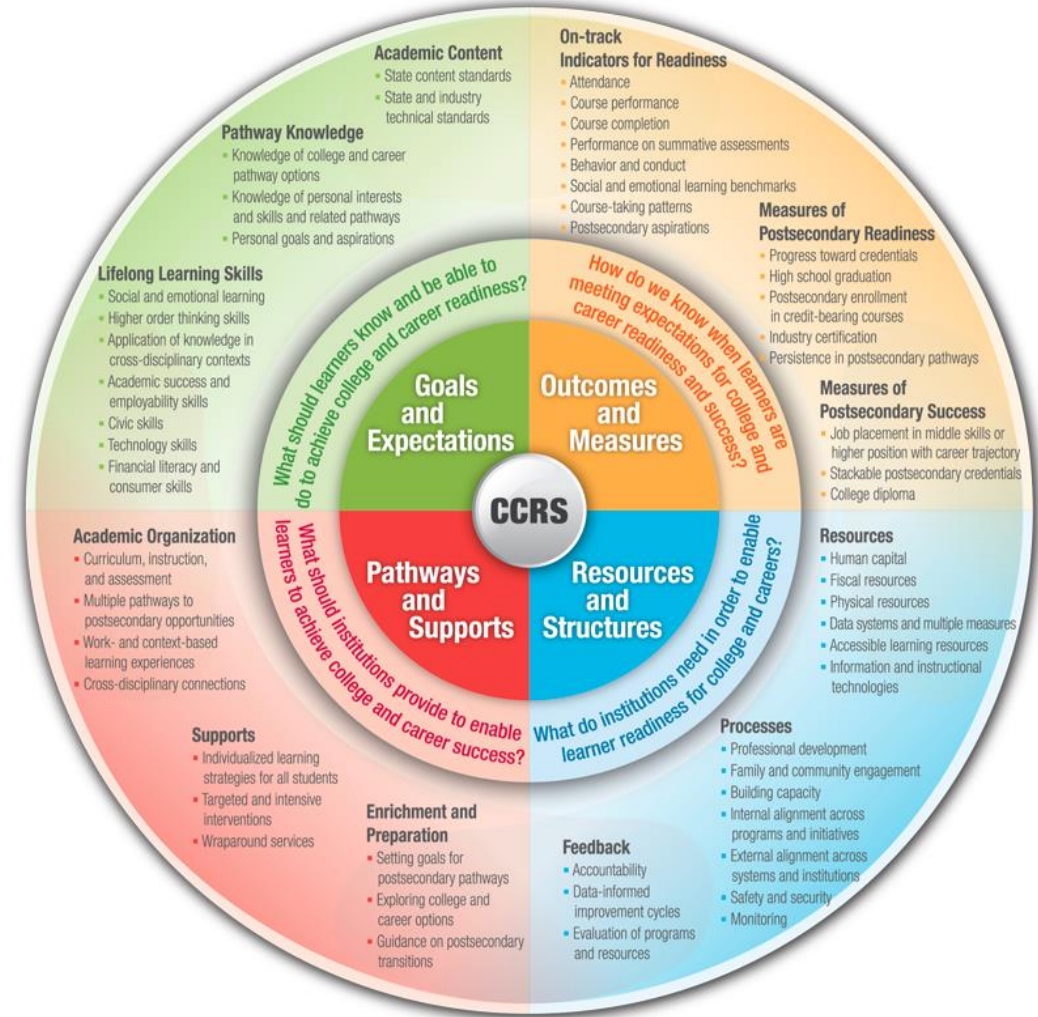 Academic Content
State content standards
State and industry
technical standards
Pathway Knowledge
Knowledge of college and career
pathway options
Knowledge of personal interests
and skills and related pathways
Personal goals and aspirations
Lifelong Learning Skills
Social and emotional learning
Higher order thinking skills
Application of knowledge in
cross-disciplinary contexts
Academic success and
employability skills
Civic skills
Technology skills
Financial literacy and
consumer skills
On-track
Indicators for Readiness
Attendance
Course performance
Course completion
Performance on summative assessments
Behavior and conduct
Social and emotional learning benchmarks
Course-taking patterns
Postsecondary aspirations
Measures of
Postsecondary Readiness
Progress toward credentials
High school graduation
Postsecondary enrollment
in credit-bearing courses
Industry certification
Persistence in postsecondary pathways
Measures of
Postsecondary Success
Job placement in middle skills or
higher position with career trajectory
Stackable postsecondary credentials
College diploma
What should learners know and be able to
do to achieve college and career readiness?
How do we know when learners are
meeting expectations for college and
career readiness and success?
Goals
and
Expectations
Outcomes
and
Measures
CCRS
Pathways
and
Supports
Resources
and
Structures
What should institutions provide to enable
learners to achieve college and career success?
What do institutions need in order to enable
learner readiness for college and careers?
Academic Organization
Curriculum, instruction,
and assessment
Multiple pathways to
postsecondary opportunities
Work- and context-based
learning experiences
Cross-disciplinary connections
Supports
Individualized learning
strategies for all students
Targeted and intensive
interventions
Wraparound services
Enrichment and
Preparation
Setting goals for
postsecondary pathways
Exploring college and
career options
Guidance on postsecondary
transitions
Resources
Human capital
Fiscal resources
Physical resources
Data systems and multiple measures
Accessible learning resources
Information and instructional
technologies
Processes
Professional development
Family and community engagement
Building capacity
Internal alignment across
programs and initiatives
External alignment across
systems and institutions
Safety and security
Monitoring
Feedback
Accountability
Data-informed
improvement cycles
Evaluation of programs
and resources